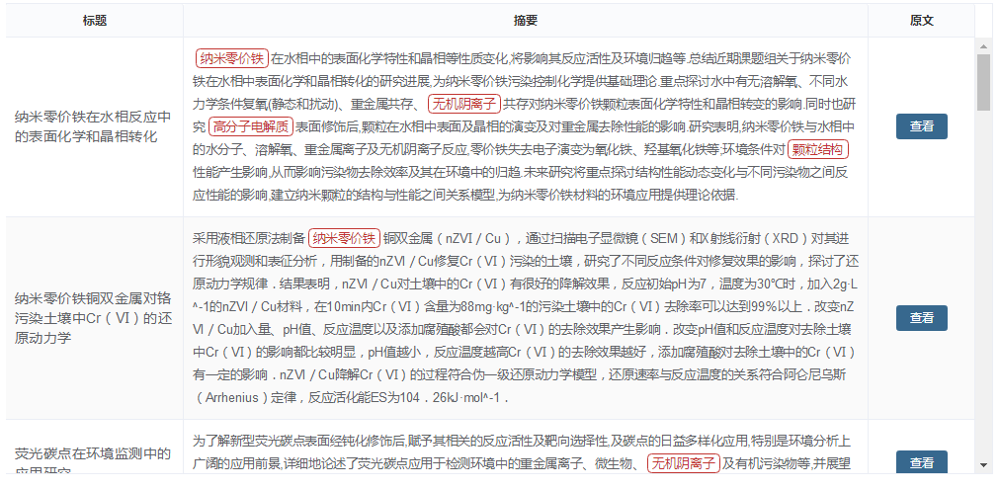 标题 摘要 原文
纳米零价铁在水相反应中
的表面化学和晶相转化
纳米零价铁 在水相中的表面化学特性和晶相等性质变化,将影响其反应活性及环境归趋等.总结近期课题组关于纳米零价
铁在水相中表面化学和晶相转化的研究进展,为纳米零价铁污染控制化学提供基础理论.重点探讨水中有无溶解氧、不同水
力学条件复氧(静态和扰动)、重金属共存、 无机阴离子 共存对纳米零价铁颗粒表面化学特性和晶相转变的影响.同时也研
究 高分子电解质 表面修饰后,颗粒在水相中表面及晶相的演变及对重金属去除性能的影响.研究表明,纳米零价铁与水相中
的水分子、溶解氧、重金属离子及无机阴离子反应,零价铁失去电子演变为氧化铁、羟基氧化铁等;环境条件对 颗粒结构
性能产生影响,从而影响污染物去除效率及其在环境中的归趋.未来研究将重点探讨结构性能动态变化与不同污染物之间反
应性能的影响,建立纳米颗粒的结构与性能之间关系模型,为纳米零价铁材料的环境应用提供理论依据.
查看
纳米零价铁铜双金属对铬
污染土壤中Cr（Ⅵ）的还
原动力学
采用液相还原法制备 纳米零价铁 铜双金属（nZVI／Cu），通过扫描电子显微镜（SEM）和X射线衍射（XRD）对其进
行形貌观测和表征分析，用制备的nZVI／Cu修复Cr（Ⅵ）污染的土壤，研究了不同反应条件对修复效果的影响，探讨了还
原动力学规律．结果表明，nZVI／Cu对土壤中的Cr（Ⅵ）有很好的降解效果，反应初始pH为7，温度为30℃时，加入2g·L
^-1的nZVI／Cu材料，在10min内Cr（Ⅵ）含量为88mg·kg^-1的污染土壤中的Cr（Ⅵ）去除率可以达到99％以上．改变nZ
VI／Cu加入量、pH值、反应温度以及添加腐殖酸都会对Cr（Ⅵ）的去除效果产生影响．改变pH值和反应温度对去除土壤
中Cr（Ⅵ）的影响都比较明显，pH值越小，反应温度越高Cr（Ⅵ）的去除效果越好，添加腐殖酸对去除土壤中的Cr（Ⅵ）
有一定的影响．nZVI／Cu降解Cr（Ⅵ）的过程符合伪一级还原动力学模型，还原速率与反应温度的关系符合阿仑尼乌斯
（Arrhenius）定律，反应活化能ES为104．26kJ·mol^-1．
查看
荧光碳点在环境监测中的
应用研究
为了解新型荧光碳点表面经钝化修饰后,赋予其相关的反应活性及靶向选择性,及碳点的日益多样化应用,特别是环境分析上
广阔的应用前景,详细地论述了荧光碳点应用于检测环境中的重金属离子、微生物、 无机阴离子 及有机污染物等,并展望
查看